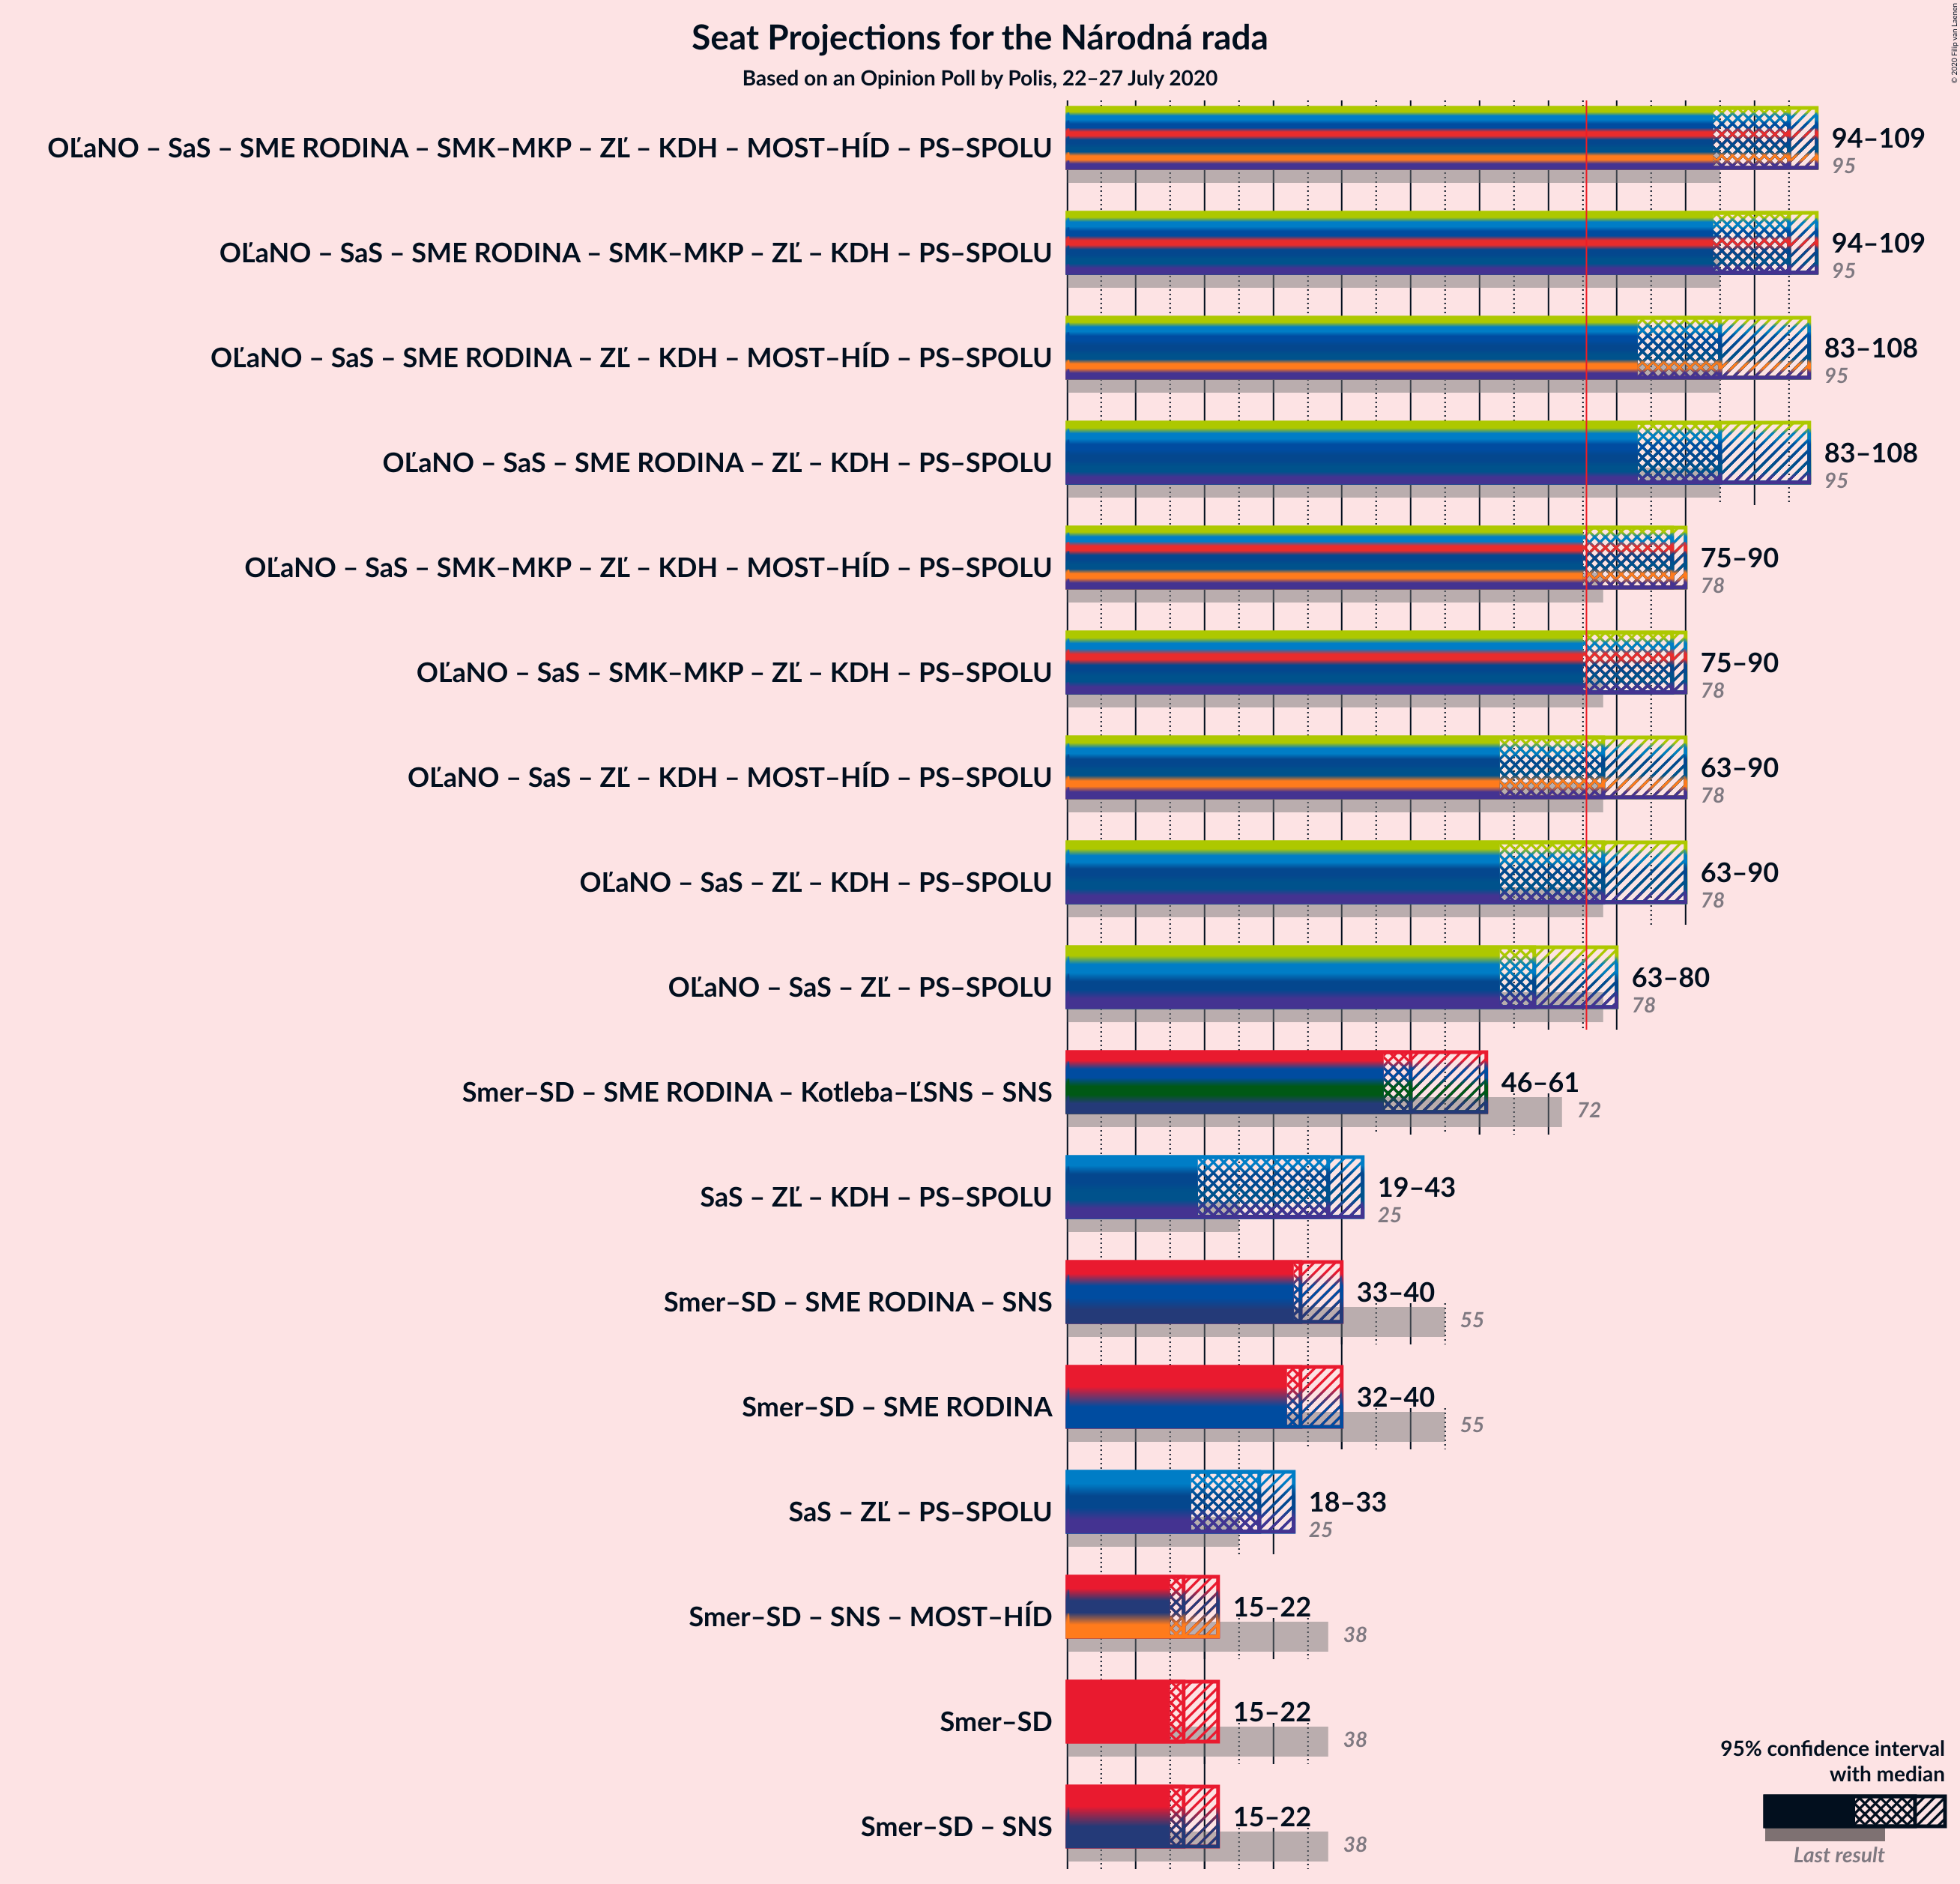 Seat Projections for the Národná rada
Based on an Opinion Poll by Polis, 22–27 July 2020
© 2020 Filip van Laenen
OĽaNO – SaS – SME RODINA – SMK–MKP – ZĽ – KDH – MOST–HÍD – PS–SPOLU
94–109
95
OĽaNO – SaS – SME RODINA – SMK–MKP – ZĽ – KDH – PS–SPOLU
94–109
95
OĽaNO – SaS – SME RODINA – ZĽ – KDH – MOST–HÍD – PS–SPOLU
83–108
95
OĽaNO – SaS – SME RODINA – ZĽ – KDH – PS–SPOLU
83–108
95
OĽaNO – SaS – SMK–MKP – ZĽ – KDH – MOST–HÍD – PS–SPOLU
75–90
78
OĽaNO – SaS – SMK–MKP – ZĽ – KDH – PS–SPOLU
75–90
78
OĽaNO – SaS – ZĽ – KDH – MOST–HÍD – PS–SPOLU
63–90
78
OĽaNO – SaS – ZĽ – KDH – PS–SPOLU
63–90
78
OĽaNO – SaS – ZĽ – PS–SPOLU
63–80
78
Smer–SD – SME RODINA – Kotleba–ĽSNS – SNS
46–61
72
SaS – ZĽ – KDH – PS–SPOLU
19–43
25
Smer–SD – SME RODINA – SNS
33–40
55
Smer–SD – SME RODINA
32–40
55
SaS – ZĽ – PS–SPOLU
18–33
25
Smer–SD – SNS – MOST–HÍD
15–22
38
Smer–SD
15–22
38
Smer–SD – SNS
15–22
38
95% confidence interval
with median
Last result